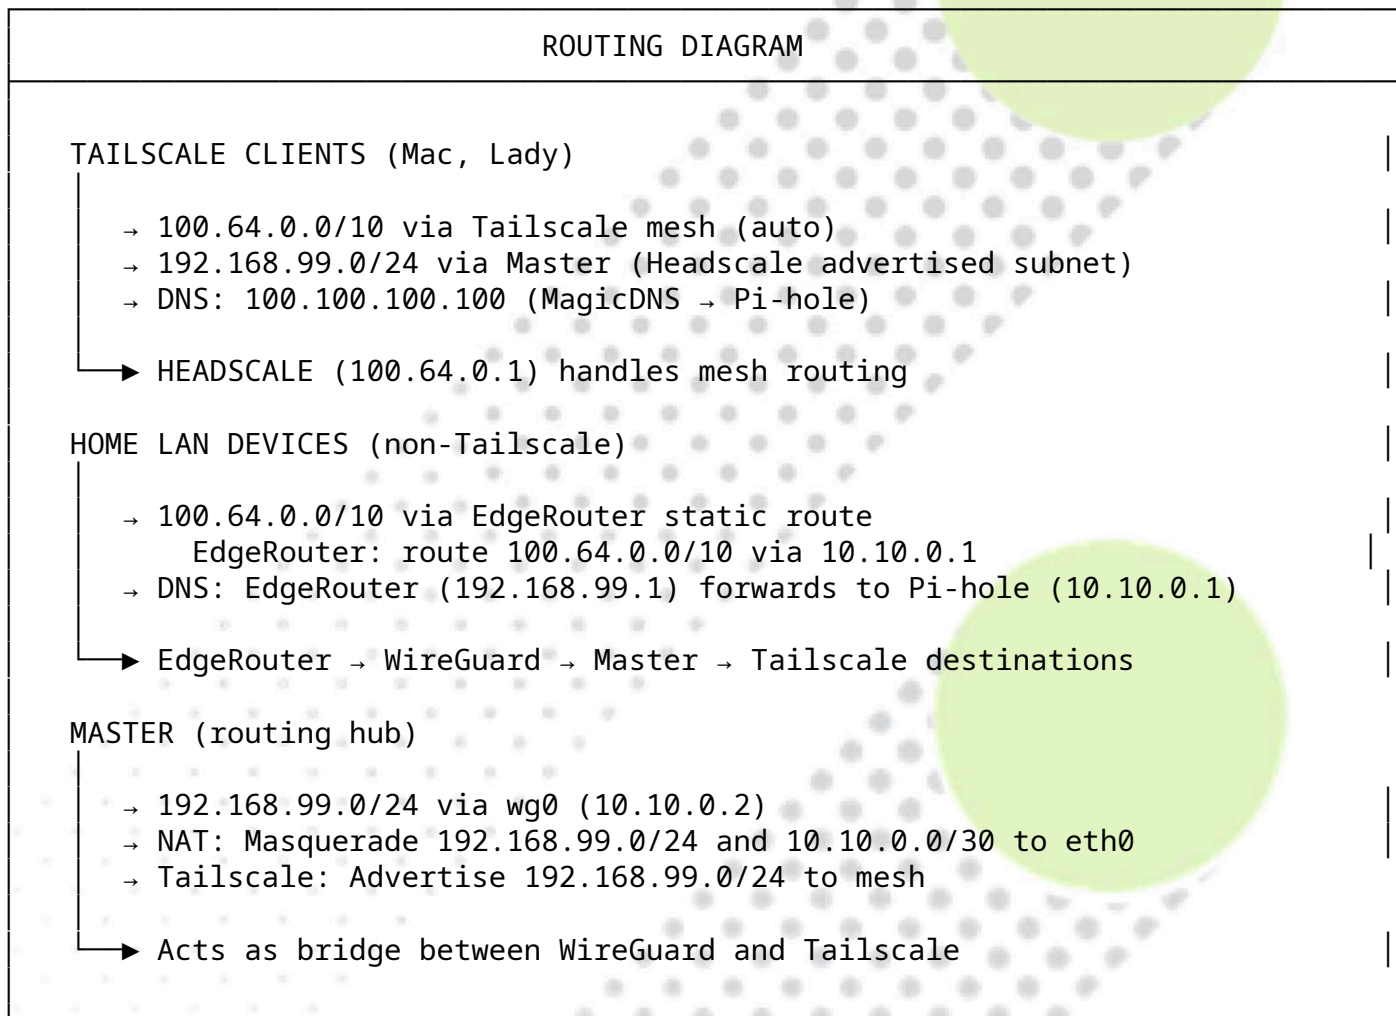 ROUTING DIAGRAM
TAILSCALE CLIENTS (Mac, Lady)
→ 100.64.0.0/10 via Tailscale mesh (auto)
→ 192.168.99.0/24 via Master (Headscale advertised subnet)
→ DNS: 100.100.100.100 (MagicDNS → Pi-hole)
HEADSCALE (100.64.0.1) handles mesh routing
HOME LAN DEVICES (non-Tailscale)
→ 100.64.0.0/10 via EdgeRouter static route
EdgeRouter: route 100.64.0.0/10 via 10.10.0.1
→ DNS: EdgeRouter (192.168.99.1) forwards to Pi-hole (10.10.0.1)
EdgeRouter → WireGuard → Master → Tailscale destinations
MASTER (routing hub)
→ 192.168.99.0/24 via wg0 (10.10.0.2)
→ NAT: Masquerade 192.168.99.0/24 and 10.10.0.0/30 to eth0
→ Tailscale: Advertise 192.168.99.0/24 to mesh
Acts as bridge between WireGuard and Tailscale